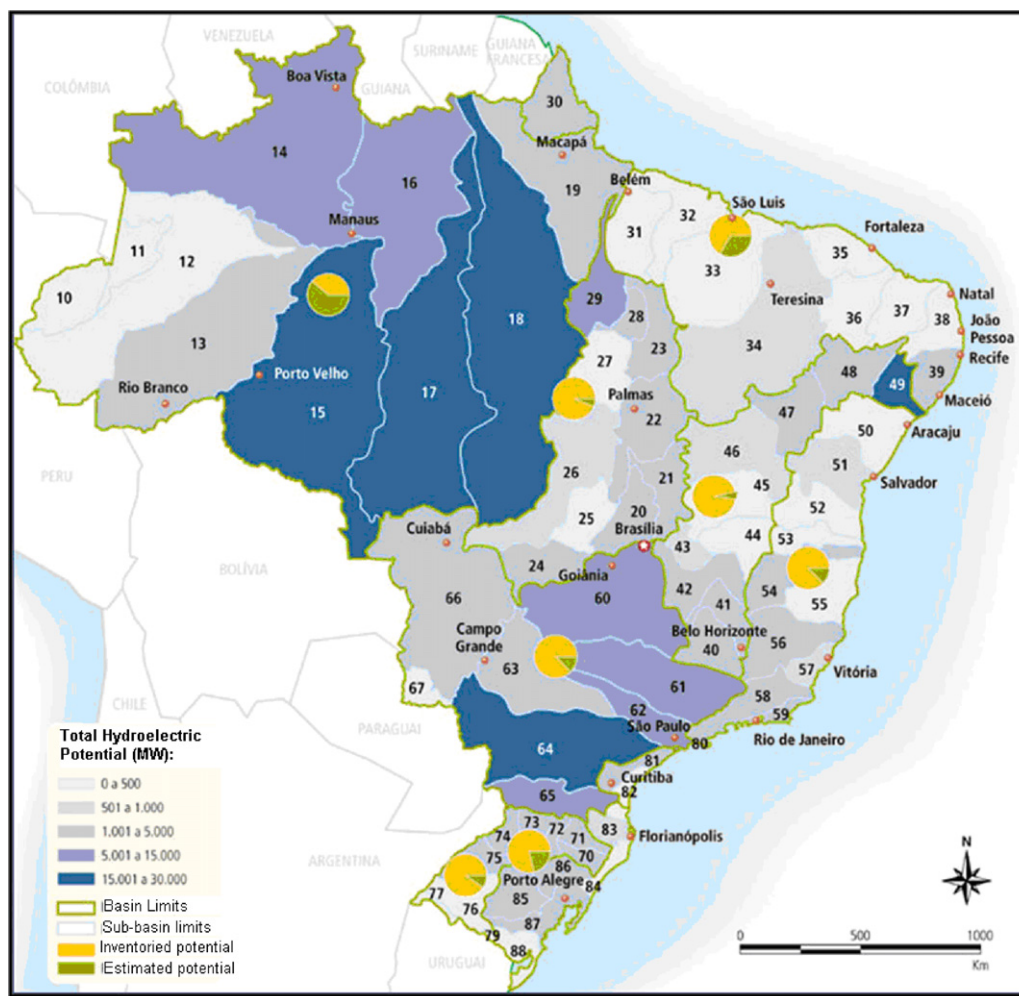 VENEZUELA
SURINAME
GUIANA
FRANCESA
COLÓMBIA
Boa Vista
GUIANA
30
14
Macapá
16
19
Belém
Manaus
32
São Luis
31
Fortaleza
11
12
35
33
10
29
Teresina
Natal
28
37
38
João
Pessoa
13
18
36
27
23
34
Recife
Porto Velho
17
48
39
Rio Branco
Palmas
49
15
47
Maceió
22
50
Aracaju
46
51
PERU
26
21
45
Salvador
25
20
52
Cuiabá
Brasília
44
53
43
BOLÍVIA
24
Goiânia
42
54
60
41
55
66
Belo Horizonte
Campo
Grande
40
56
63
57
Vitória
67
61
58
CHILE
62
59
PARAGUAI
São Paulo
80
Rio de Janeiro
64
81
Curitiba
82
65
73
83
74
72
71
Florianópolis
ARGENTINA
75
70
86
Porto Alegre
84
77
85
76
87
79
88
URUGUAI
Total Hydroelectric
Potential (MW):
0 a 500
501 a 1.000
1.001 a 5.000
5.001 a 15.000
15.001 a 30.000
Basin Limits
Sub-basin limits
Inventoried potential
Estimated potential
N
0 500 1000
Km